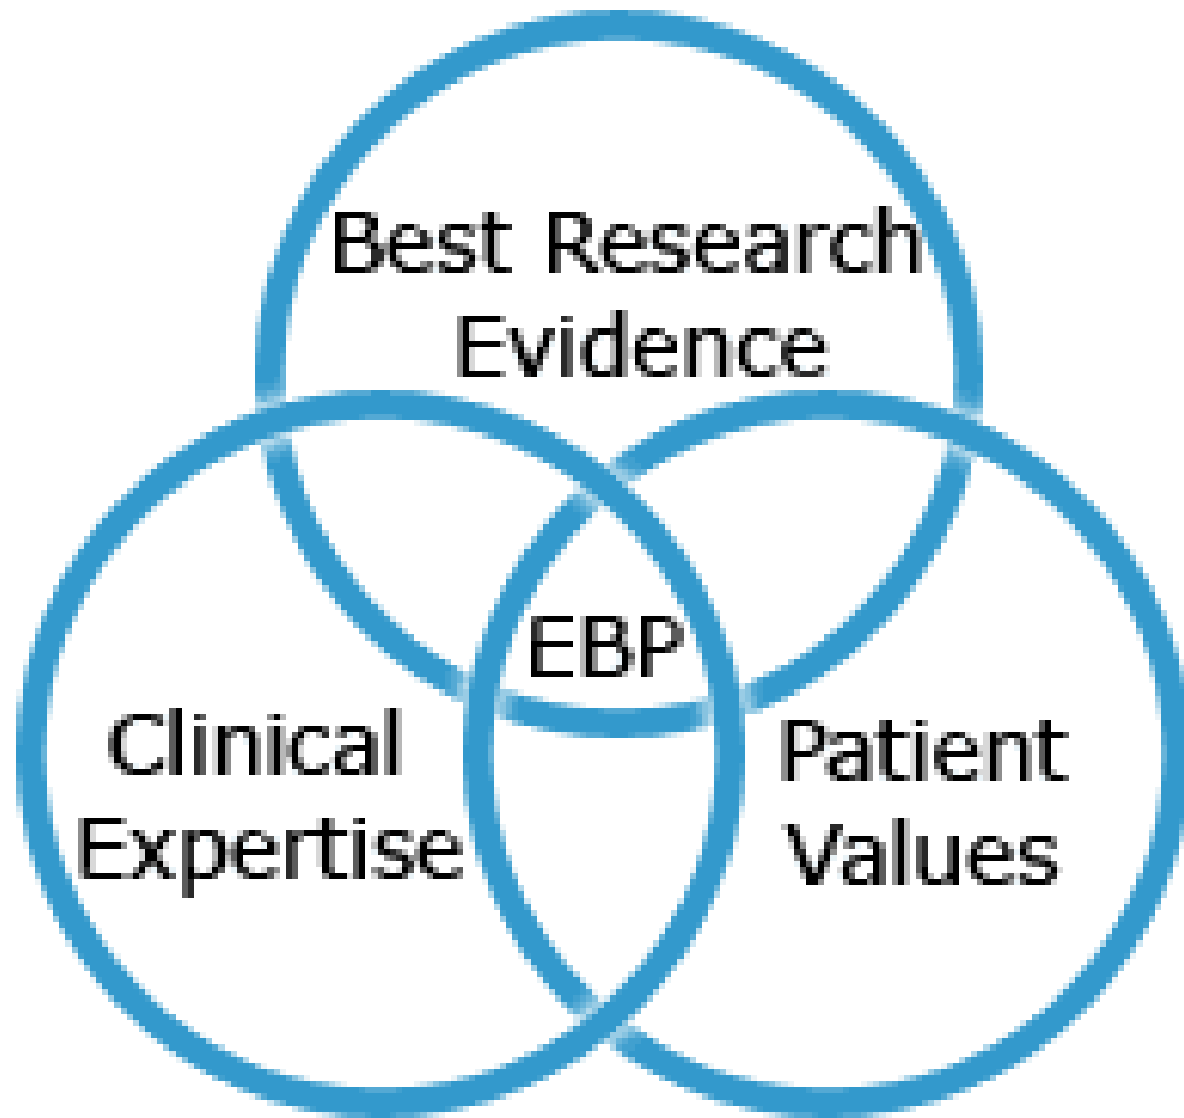 Best Research
Evidence
EBP
Clinical
Expertise
Patient
Values